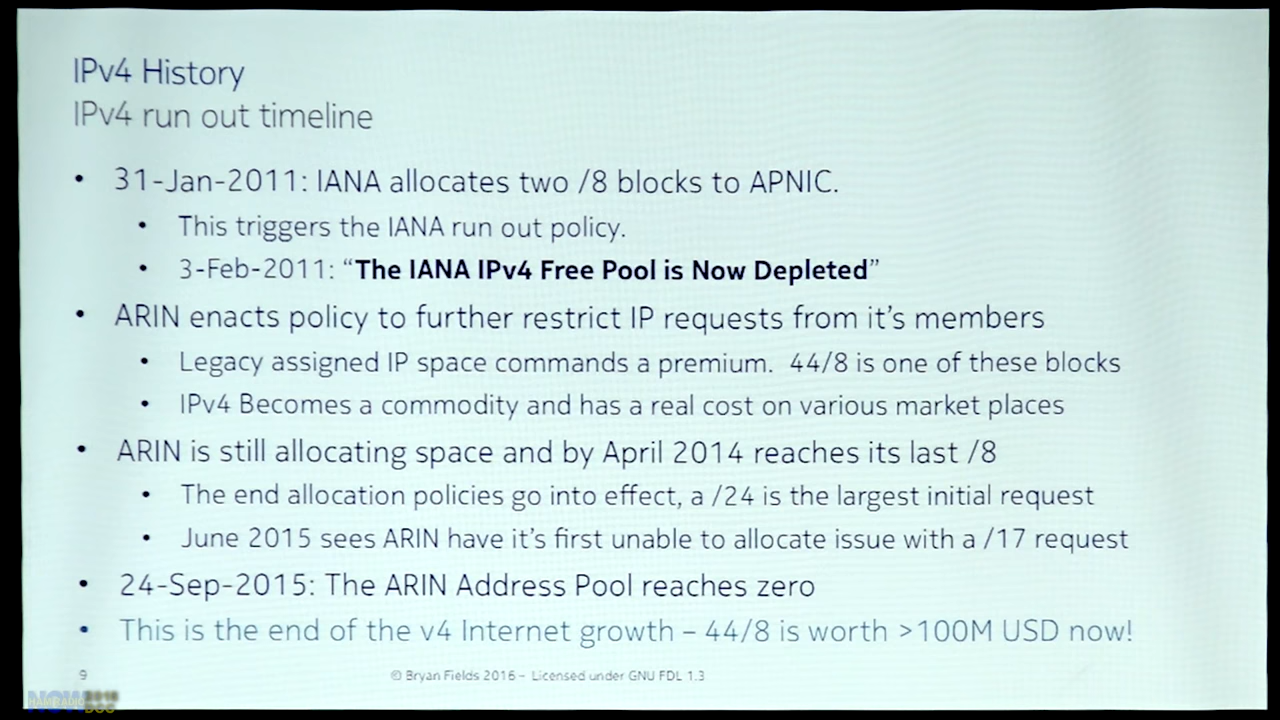 IPv4 History
IPv4 run out timeline
• 31-Jan-2011: IANA allocates two /8 blocks to APNIC.
• This triggers the IANA run out policy.
• 3-Feb-2011: “The IANA IPv4 Free Pool is Now Depleted”
• ARIN enacts policy to further restrict IP requests from it’s members
• Legacy assigned IP space commands a premium.  44/8 is one of these blocks
• IPv4 Becomes a commodity and has a real cost on various market places
• ARIN is still allocating space and by April 2014 reaches its last /8
• The end allocation policies go into effect, a /24 is the largest initial request
• June 2015 sees ARIN have it’s first unable to allocate issue with a /17 request
• 24-Sep-2015: The ARIN Address Pool reaches zero
• This is the end of the v4 Internet growth – 44/8 is worth >100M USD now!
9
© Bryan Fields 2016 – Licensed under GNU FDL 1.3